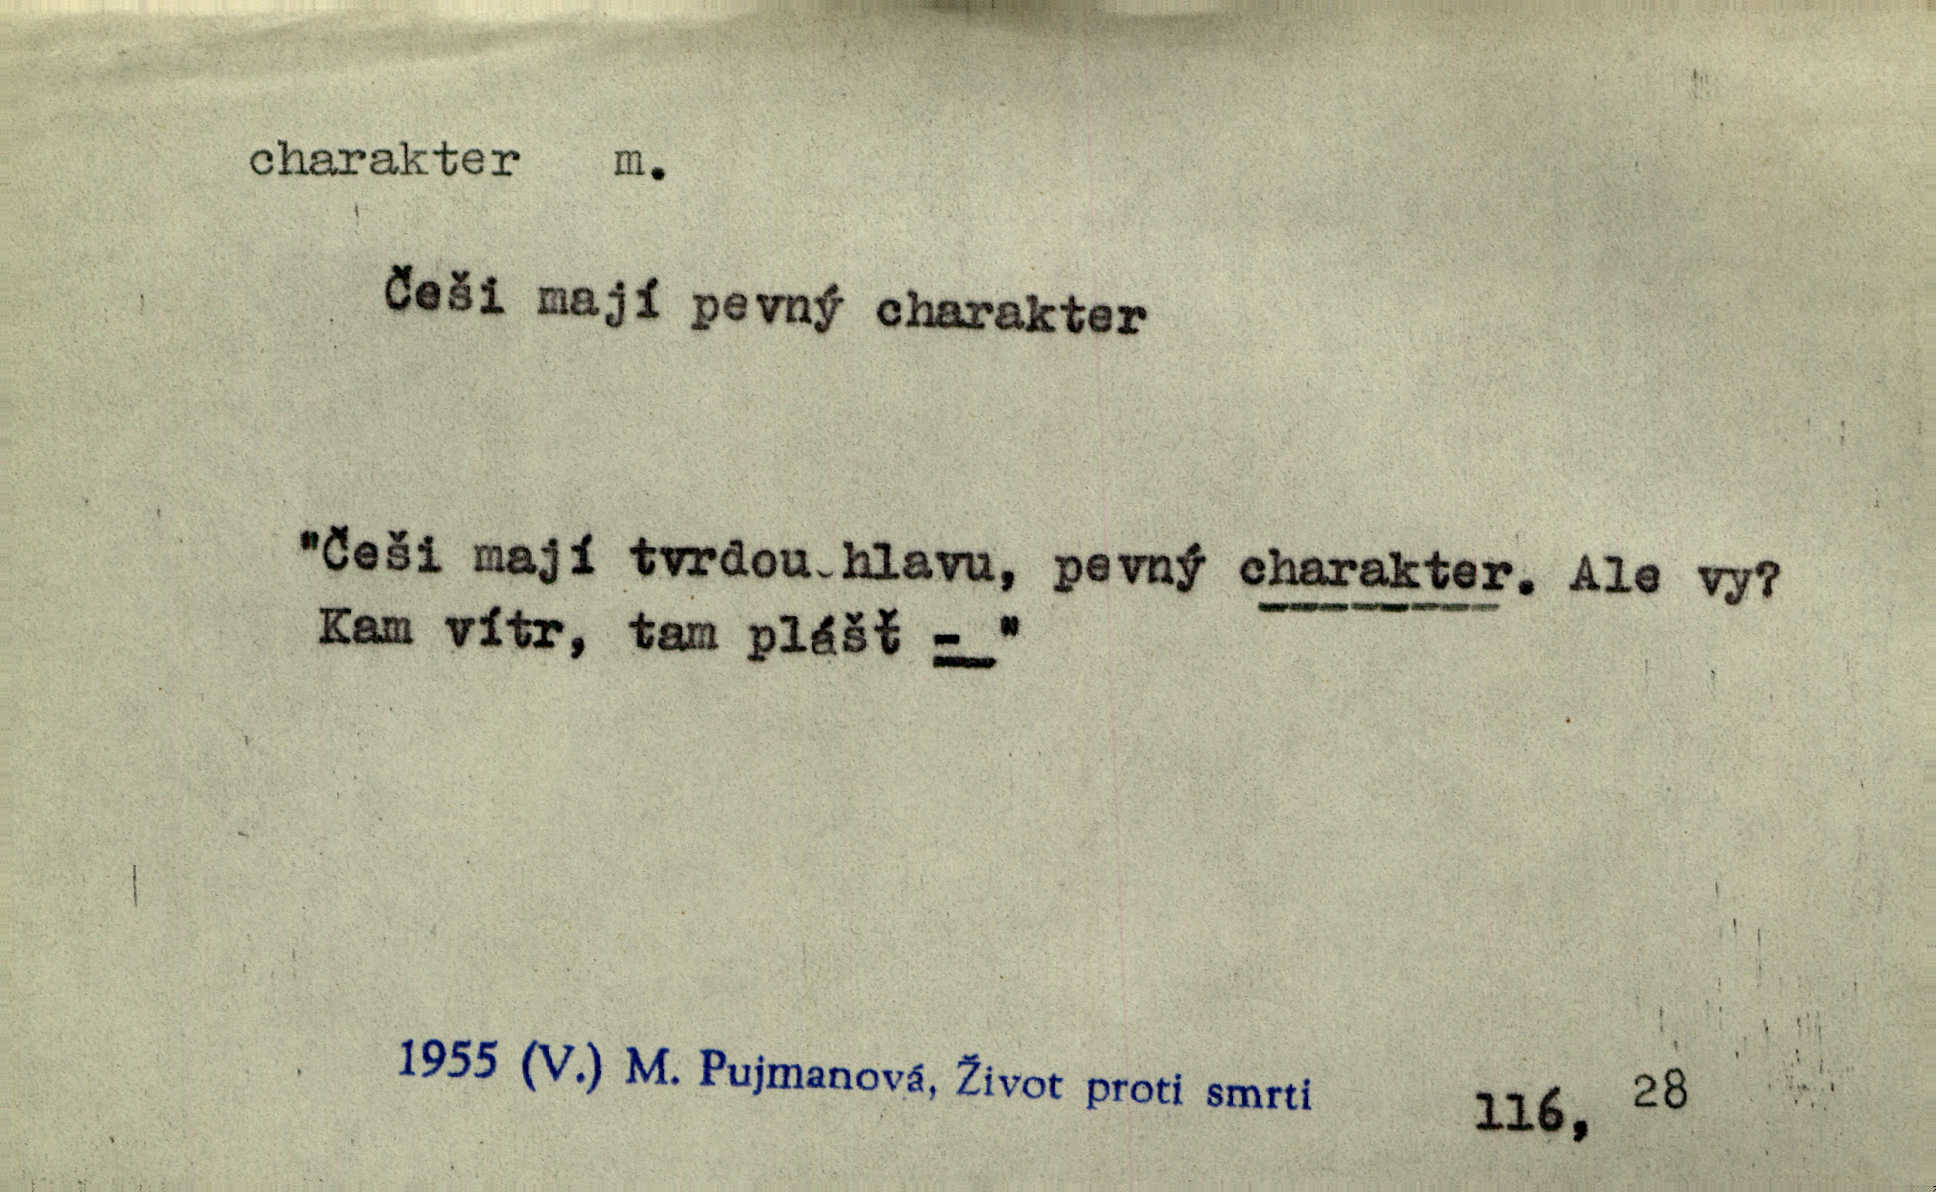 charakter m.
Češi mají pevný charakter
"Češi mají tvrdou hlavu, pevný charakter. Ale vy?
Kam vítr, tam plášť - "
1955 (V.) M. Pujmanová, Život proti smrti 116, 28